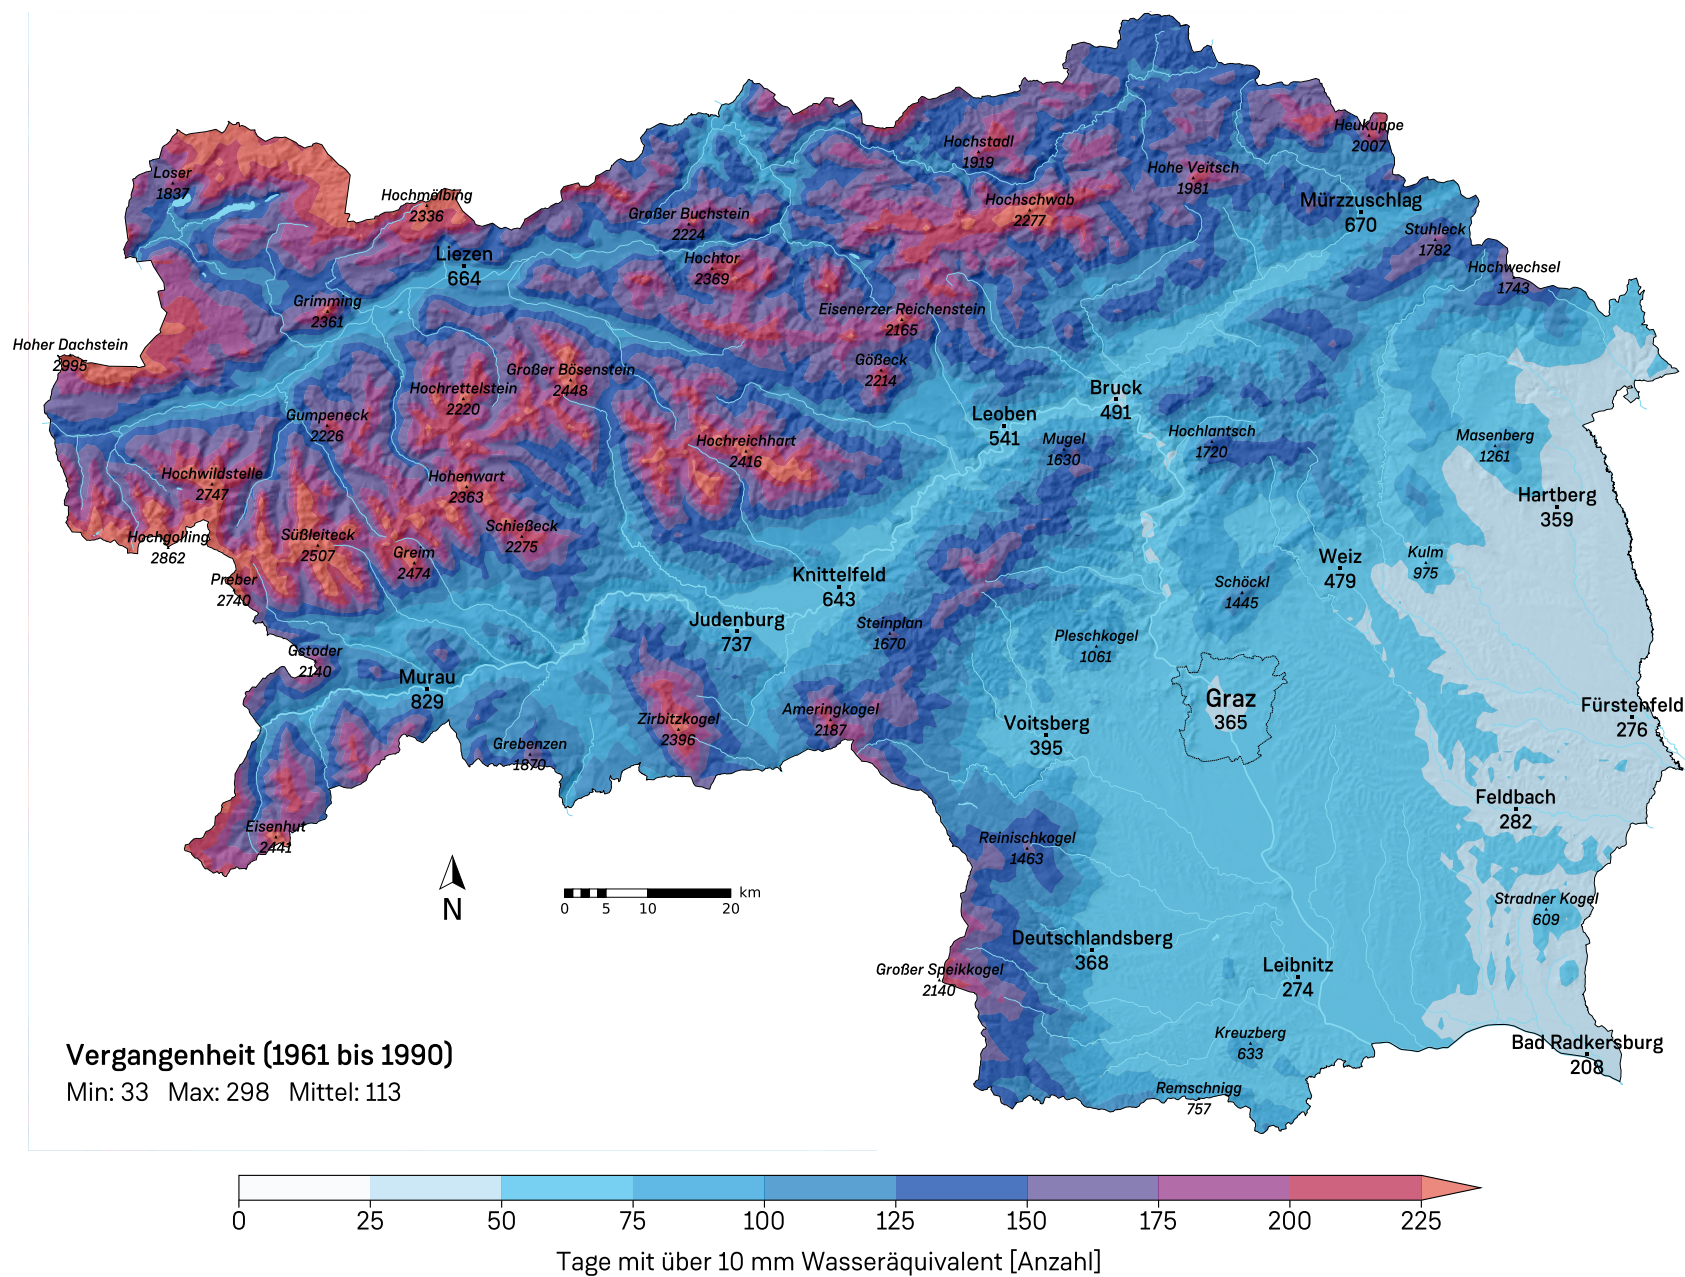 Heukuppe
2007
Hochstadl
1919
Hohe Veitsch
1981
Loser
1837
Hochmölbing
2336
Hochschwab
2277
Mürzzuschlag
670
Großer Buchstein
2224
Stuhleck
1782
Liezen
664
Hochtor
2369
Hochwechsel
1743
Grimming
2361
Eisenerzer Reichenstein
2165
Hoher Dachstein
2995
Großer Bösenstein
2448
Gößeck
2214
Hochrettelstein
2220
Bruck
491
Gumpeneck
2226
Leoben
541
Hochreichhart
2416
Mugel
1630
Hochlantsch
1720
Masenberg
1261
Hochwildstelle
2747
Hohenwart
2363
Hartberg
359
Hochgolling
2862
Süßleiteck
2507
Schießeck
2275
Greim
2474
Kulm
975
Weiz
479
Preber
2740
Knittelfeld
643
Schöckl
1445
Judenburg
737
Steinplan
1670
Pleschkogel
1061
Gstoder
2140
Murau
829
Graz
365
Zirbitzkogel
2396
Ameringkogel
2187
Voitsberg
395
Fürstenfeld
276
Grebenzen
1870
Feldbach
282
Eisenhut
2441
Reinischkogel
1463
Stradner Kogel
609
N
km
0 5 10 20
Deutschlandsberg
368
Großer Speikkogel
2140
Leibnitz
274
Kreuzberg
633
Bad Radkersburg
208
Remschnigg
757
Vergangenheit (1961 bis 1990)
Min: 33 Max: 298 Mittel: 113
0 25 50 75 100 125 150 175 200 225
Tage mit über 10 mm Wasseräquivalent [Anzahl]